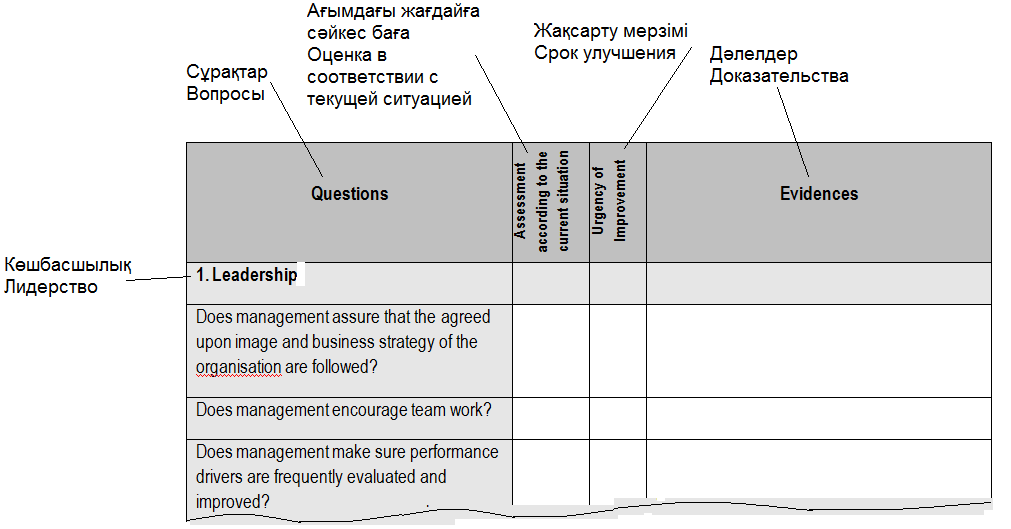 Ағымдағы жағдайға
сәйкес баға
Оценка в
соответствии с
текущей ситуацией
Жақсарту мерзімі
Срок улучшения
Дәлелдер
Доказательства
Сұрақтар
Вопросы
Questions
Assessment
according to the
current situation
Urgency of
Improvement
Evidences
Көшбасшылық
Лидерство
1. Leadership
Does management assure that the agreed
upon image and business strategy of the
organisation are followed?
Does management encourage team work?
Does management make sure performance
drivers are frequently evaluated and
improved?